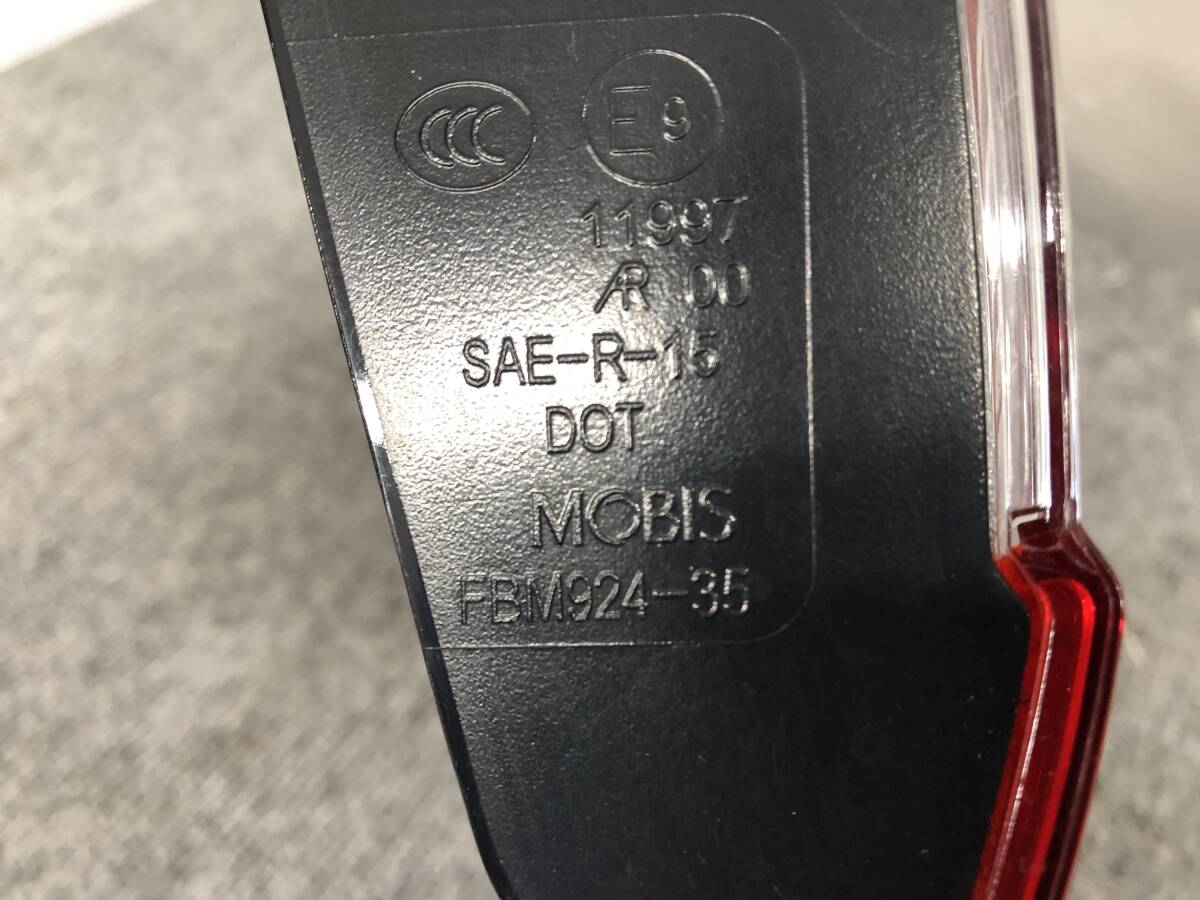 CCC E9
11997
AR 00
SAE-R-15
DOT
MOBIS
FBM924-35